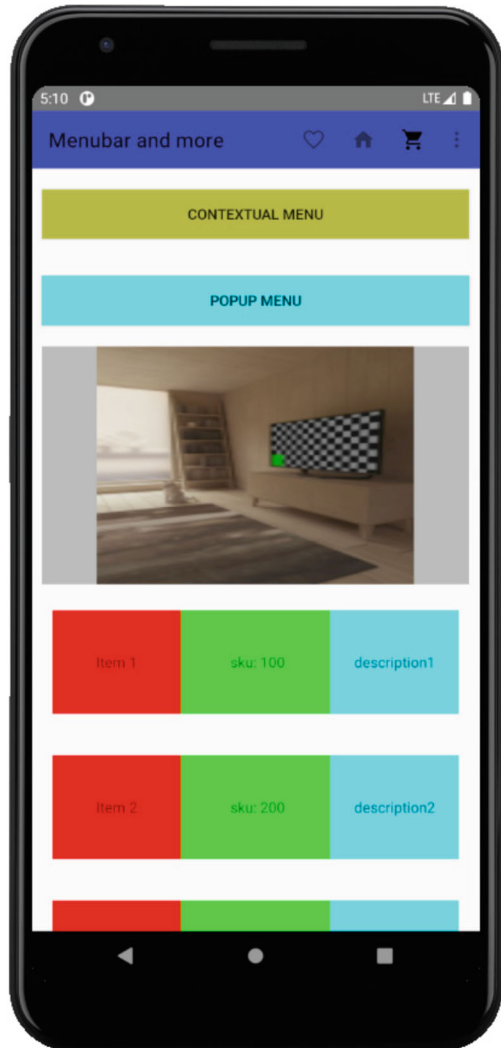 5:10 LTE
Menubar and more
CONTEXTUAL MENU
POPUP MENU
Item 1 sku: 100 description1
Item 2 sku: 200 description2